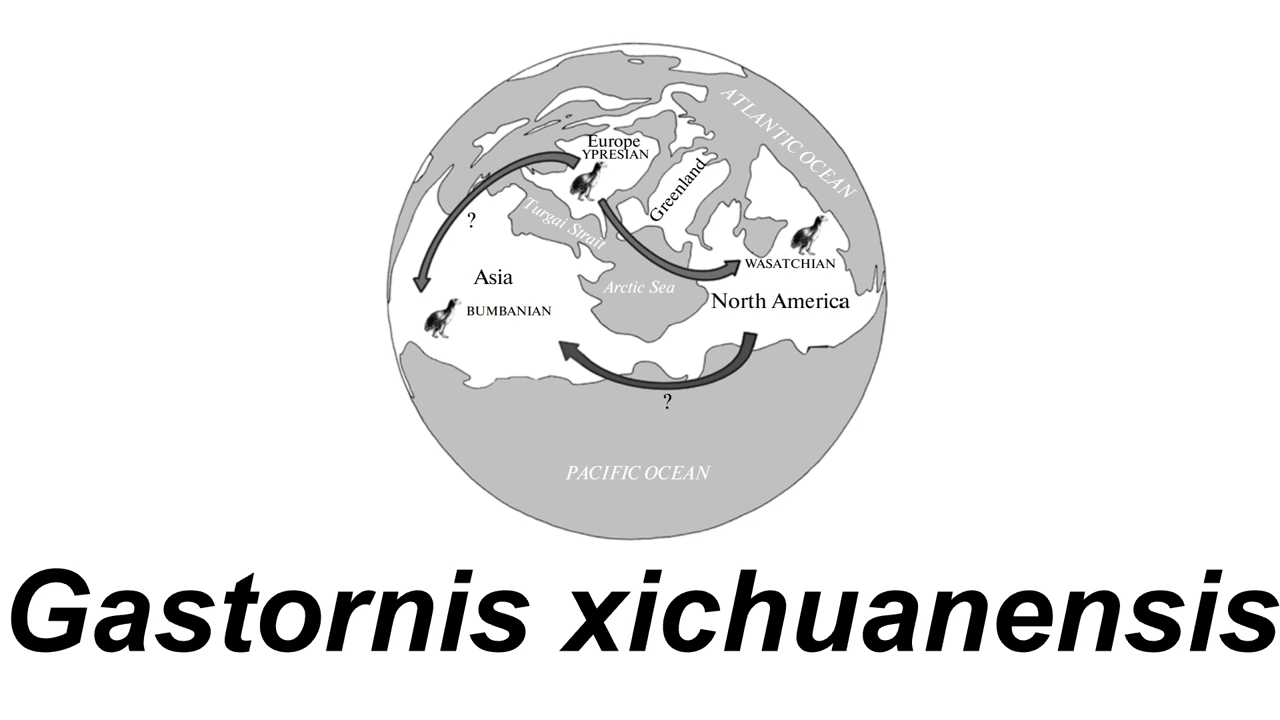 ATLANTIC OCEAN
Europe
YPRESIAN
Greenland
?
Turgai Strait
WASATCHIAN
Asia
Arctic Sea
North America
BUMBANIAN
?
PACIFIC OCEAN
Gastornis xichuanensis